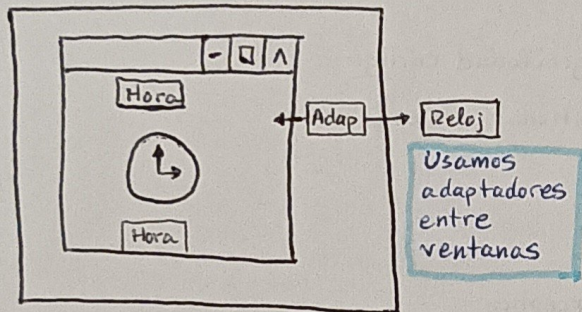 Hora
Adap
Reloj
Hora
Usamos
adaptadores
entre
ventanas